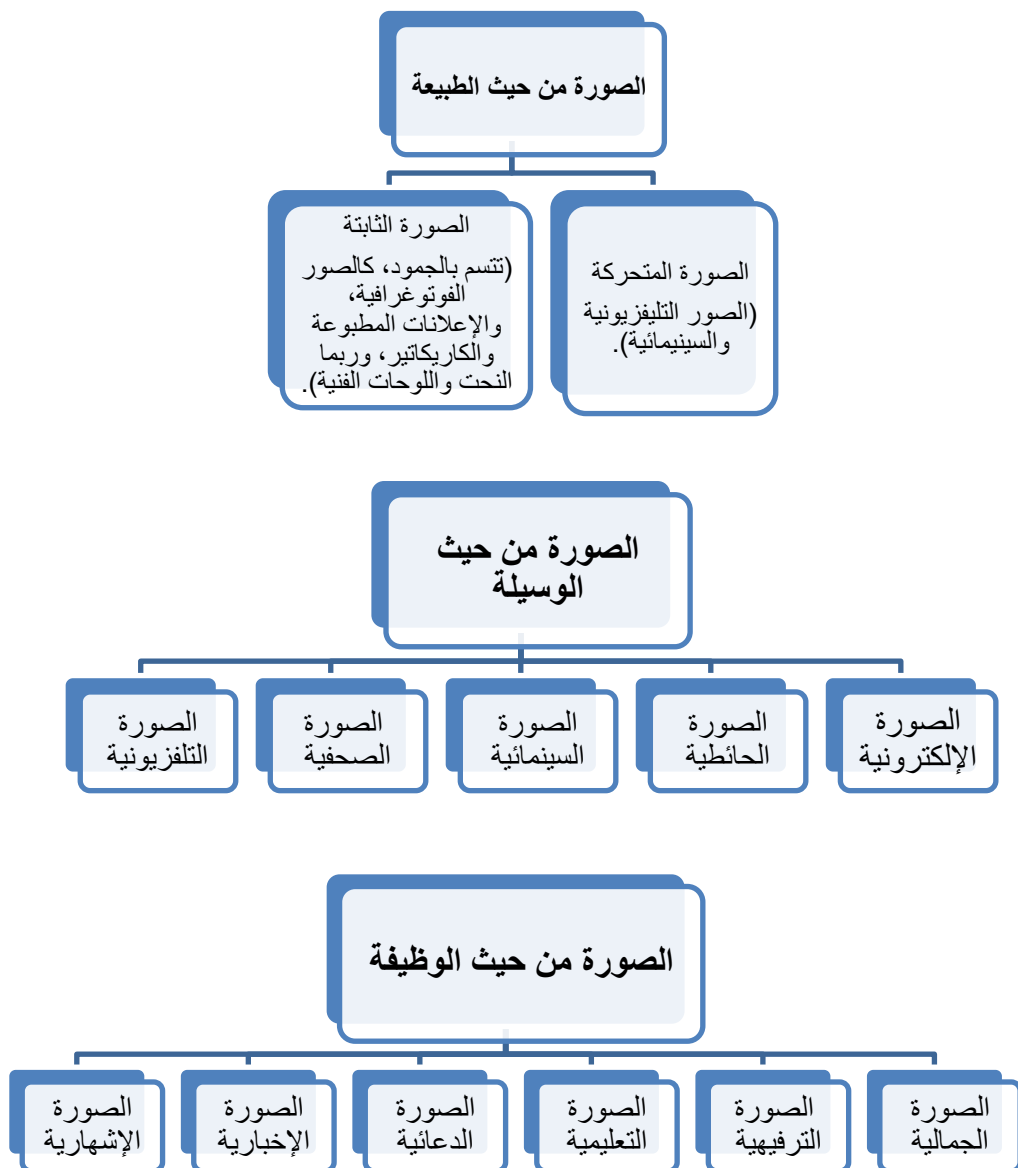 الصورة من حيث الطبيعة
الصورة المتحركة
(الصور التليفزيونية
والسينيمائية).
الصورة الثابتة
(تتسم بالجمود، كالصور
الفوتوغرافية،
والإعلانات المطبوعة
والكاريكاتير، وربما
النحت واللوحات الفنية).
الصورة من حيث
الوسيلة
الصورة
الإلكترونية
الصورة
الحائطية
الصورة
السينمائية
الصورة
الصحفية
الصورة
التلفزيونية
الصورة من حيث الوظيفة
الصورة
الجمالية
الصورة
الترفيهية
الصورة
التعليمية
الصورة
الدعائية
الصورة
الإخبارية
الصورة
الإشهارية